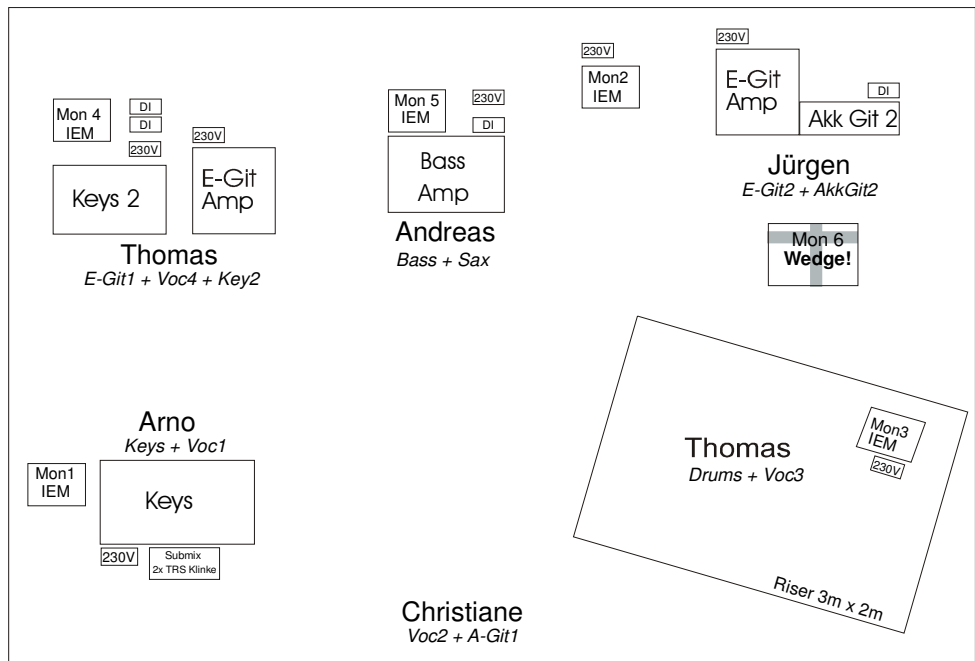 230V
Mon2
IEM
230V
E-Git
Amp
DI
Akk Git 2
Jürgen
E-Git2 + AkkGit2
Mon 4
IEM
DI
DI
230V
230V
Keys 2
E-Git
Amp
Thomas
E-Git1 + Voc4 + Key2
Mon 5
IEM
230V
DI
Bass
Amp
Andreas
Bass + Sax
Mon 6
Wedge!
Arno
Keys + Voc1
Mon1
IEM
Keys
230V
Submix
2x TRS Klinke
Thomas
Drums + Voc3
Mon3
IEM
230V
Riser 3m x 2m
Christiane
Voc2 + A-Git1